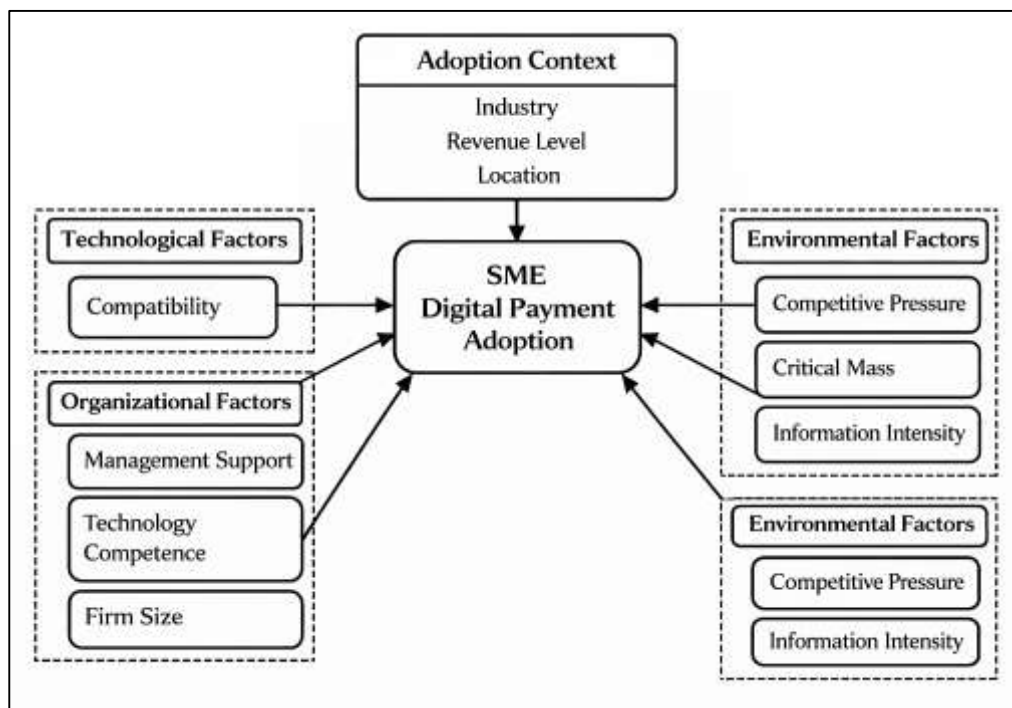 Adoption Context
Industry
Revenue Level
Location
Technological Factors
Compatibility
Organizational Factors
Management Support
Technology
Competence
Firm Size
SME
Digital Payment
Adoption
Environmental Factors
Competitive Pressure
Critical Mass
Information Intensity
Environmental Factors
Competitive Pressure
Information Intensity